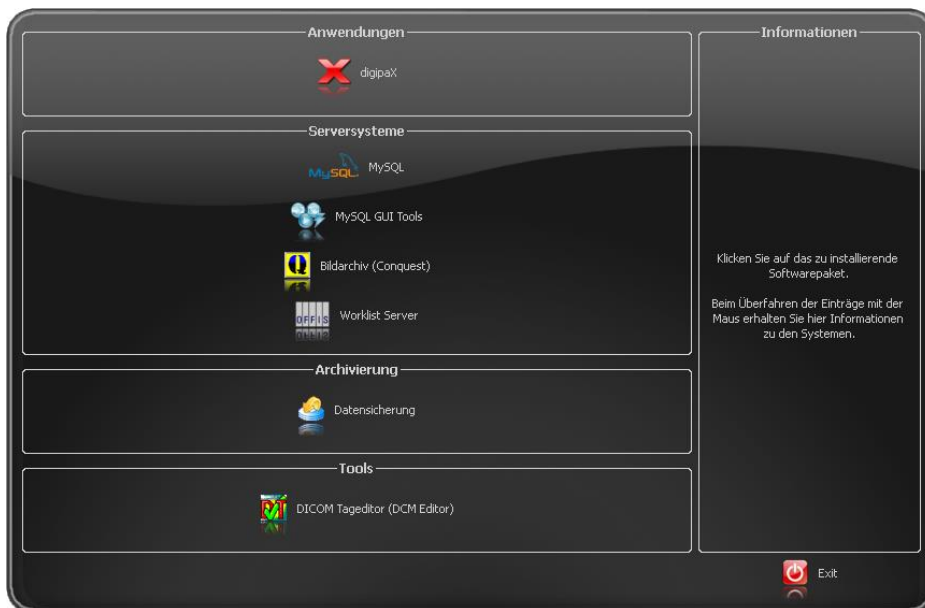 Anwendungen
digipaX
Serversysteme
MySQL MySQL
MySQL GUI Tools
Q Bildarchiv (Conquest)
OFFIS Worklist Server
Archivierung
Datensicherung
Tools
DICOM Tageditor (DCM Editor)
Informationen
Klicken Sie auf das zu installierende
Softwarepaket.
Beim Überfahren der Einträge mit der
Maus erhalten Sie hier Informationen
zu den Systemen.
Exit